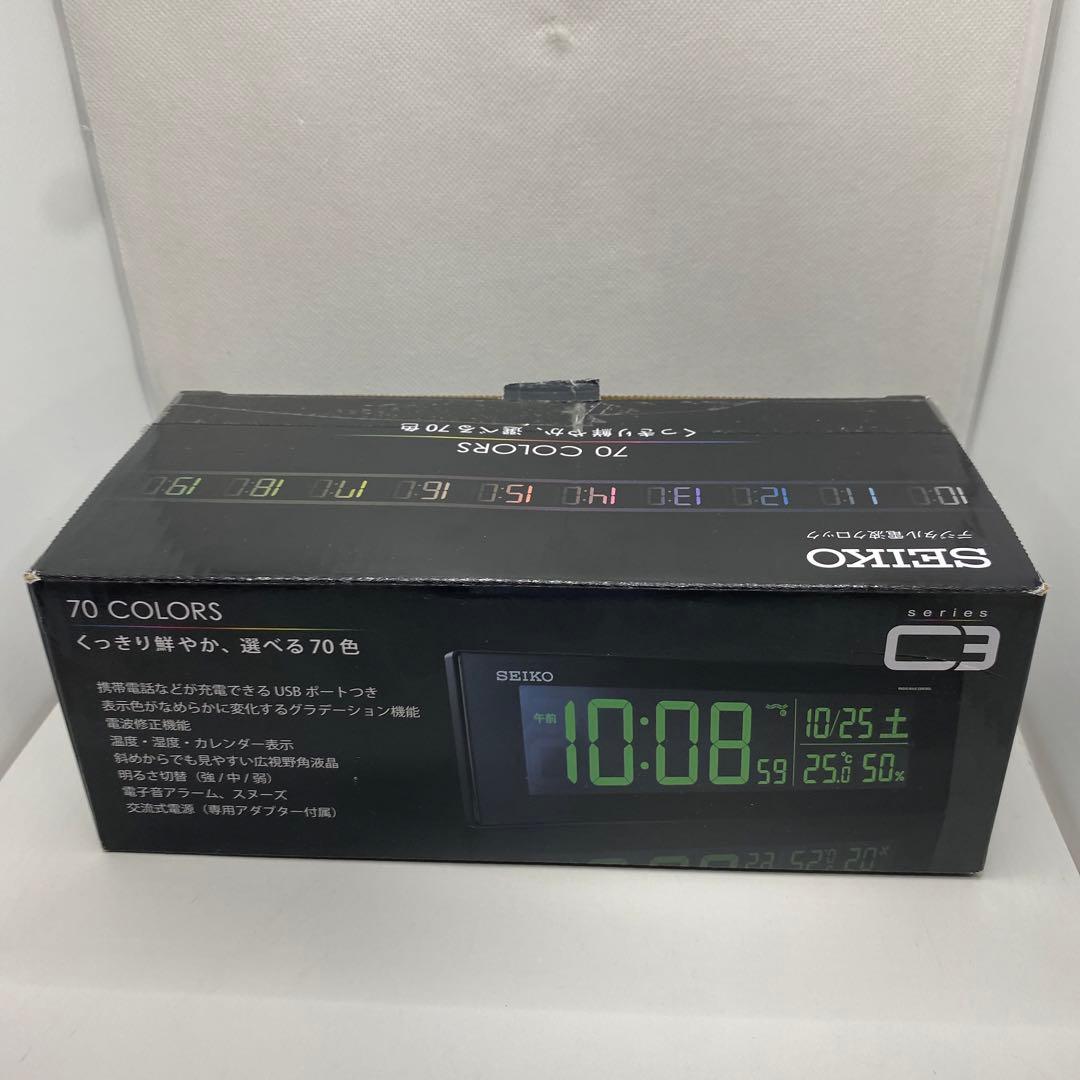 くっきり鮮やか、選べる70色
70 COLORS
0:19 0:18 0:17 0:16 0:15 0:14 0:13 0:12 0:11 0:10
デジタル電波クロック
SEIKO
70 COLORS
くっきり鮮やか、選べる70色
携帯電話などが充電できるUSBポートつき
表示色がなめらかに変化するグラデーション機能
電波修正機能
温度・湿度・カレンダー表示
斜めからでも見やすい広視野角液晶
明るさ切替（強/中/弱）
電子音アラーム、スヌーズ
交流式電源（専用アダプター付属）
series
C3
SEIKO
午前 10:08 59
10/25 土
25.0℃ 50%